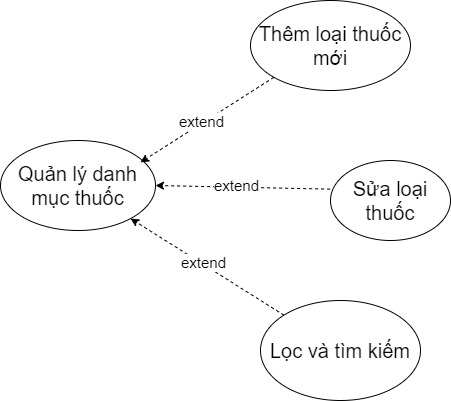 Thêm loại thuốc
mới
extend
Quản lý danh
mục thuốc
extend
Sửa loại
thuốc
extend
Lọc và tìm kiếm